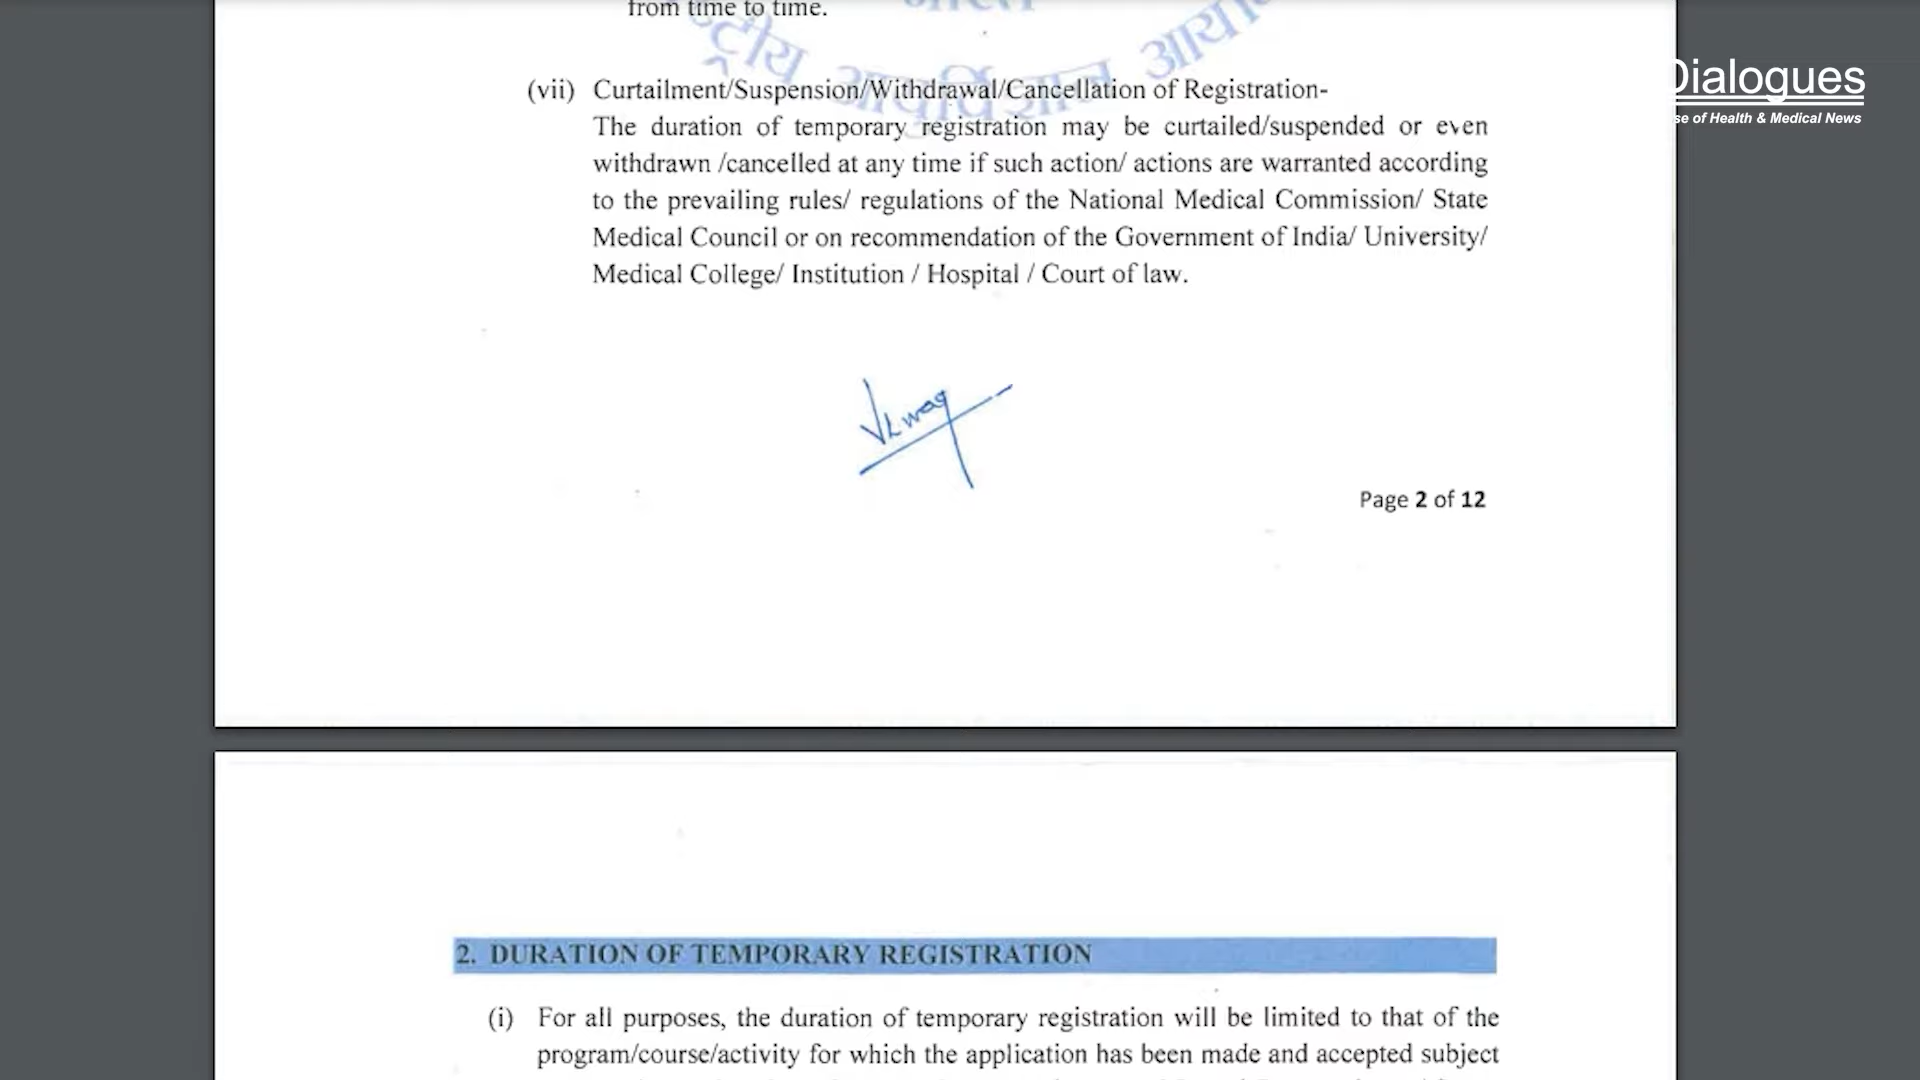 from time to time.
राष्ट्रीय आयुर्विज्ञान आयोग
भारत
Dialogues
se of Health & Medical News
(vii) Curtailment/Suspension/Withdrawal/Cancellation of Registration-
The duration of temporary registration may be curtailed/suspended or even
withdrawn /cancelled at any time if such action/ actions are warranted according
to the prevailing rules/ regulations of the National Medical Commission/ State
Medical Council or on recommendation of the Government of India/ University/
Medical College/ Institution / Hospital / Court of law.
Page 2 of 12
2. DURATION OF TEMPORARY REGISTRATION
(i) For all purposes, the duration of temporary registration will be limited to that of the
program/course/activity for which the application has been made and accepted subject